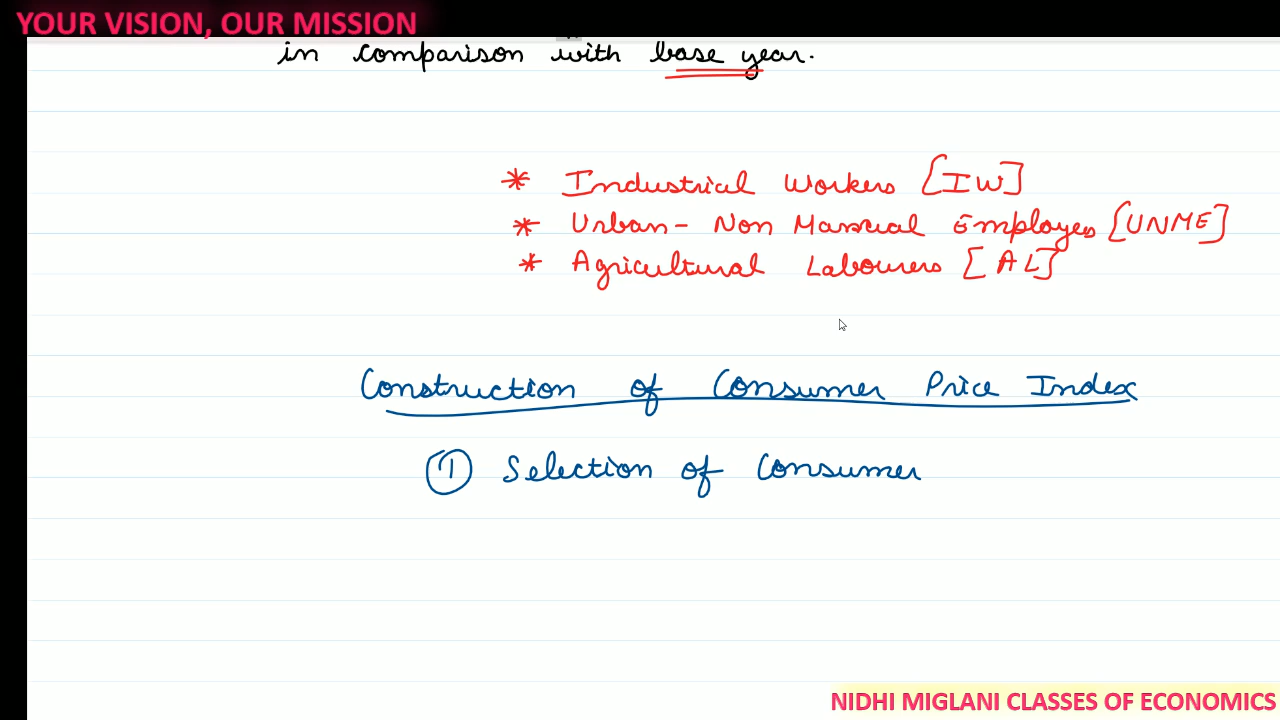 YOUR VISION, OUR MISSION
in comparison with base year.
* Industrial Workers [IW]
* Urban- Non Manual Employes [UNME]
* Agricultural Labourers [AL]
Construction of Consumer Price Index
① Selection of Consumer
NIDHI MIGLANI CLASSES OF ECONOMICS